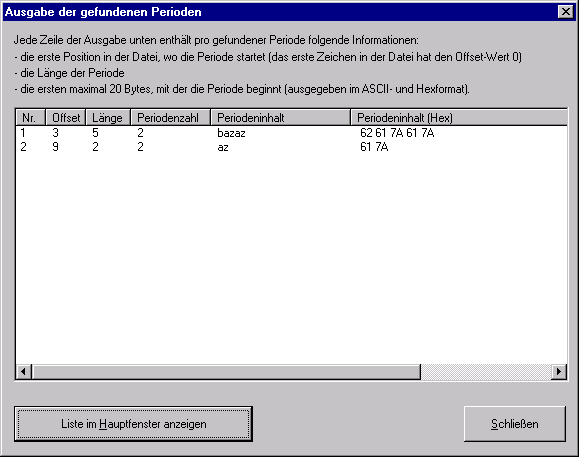 Ausgabe der gefundenen Perioden
Jede Zeile der Ausgabe unten enthält pro gefundener Periode folgende Informationen:
- die erste Position in der Datei, wo die Periode startet (das erste Zeichen in der Datei hat den Offset-Wert 0)
- die Länge der Periode
- die ersten maximal 20 Bytes, mit der die Periode beginnt (ausgegeben im ASCII- und Hexformat).
Nr. Offset Länge Periodenzahl Periodeninhalt Periodeninhalt (Hex)
1 3 5 2 bazaz 62 61 7A 61 7A
2 9 2 2 az 61 7A
Liste im Hauptfenster anzeigen Schließen